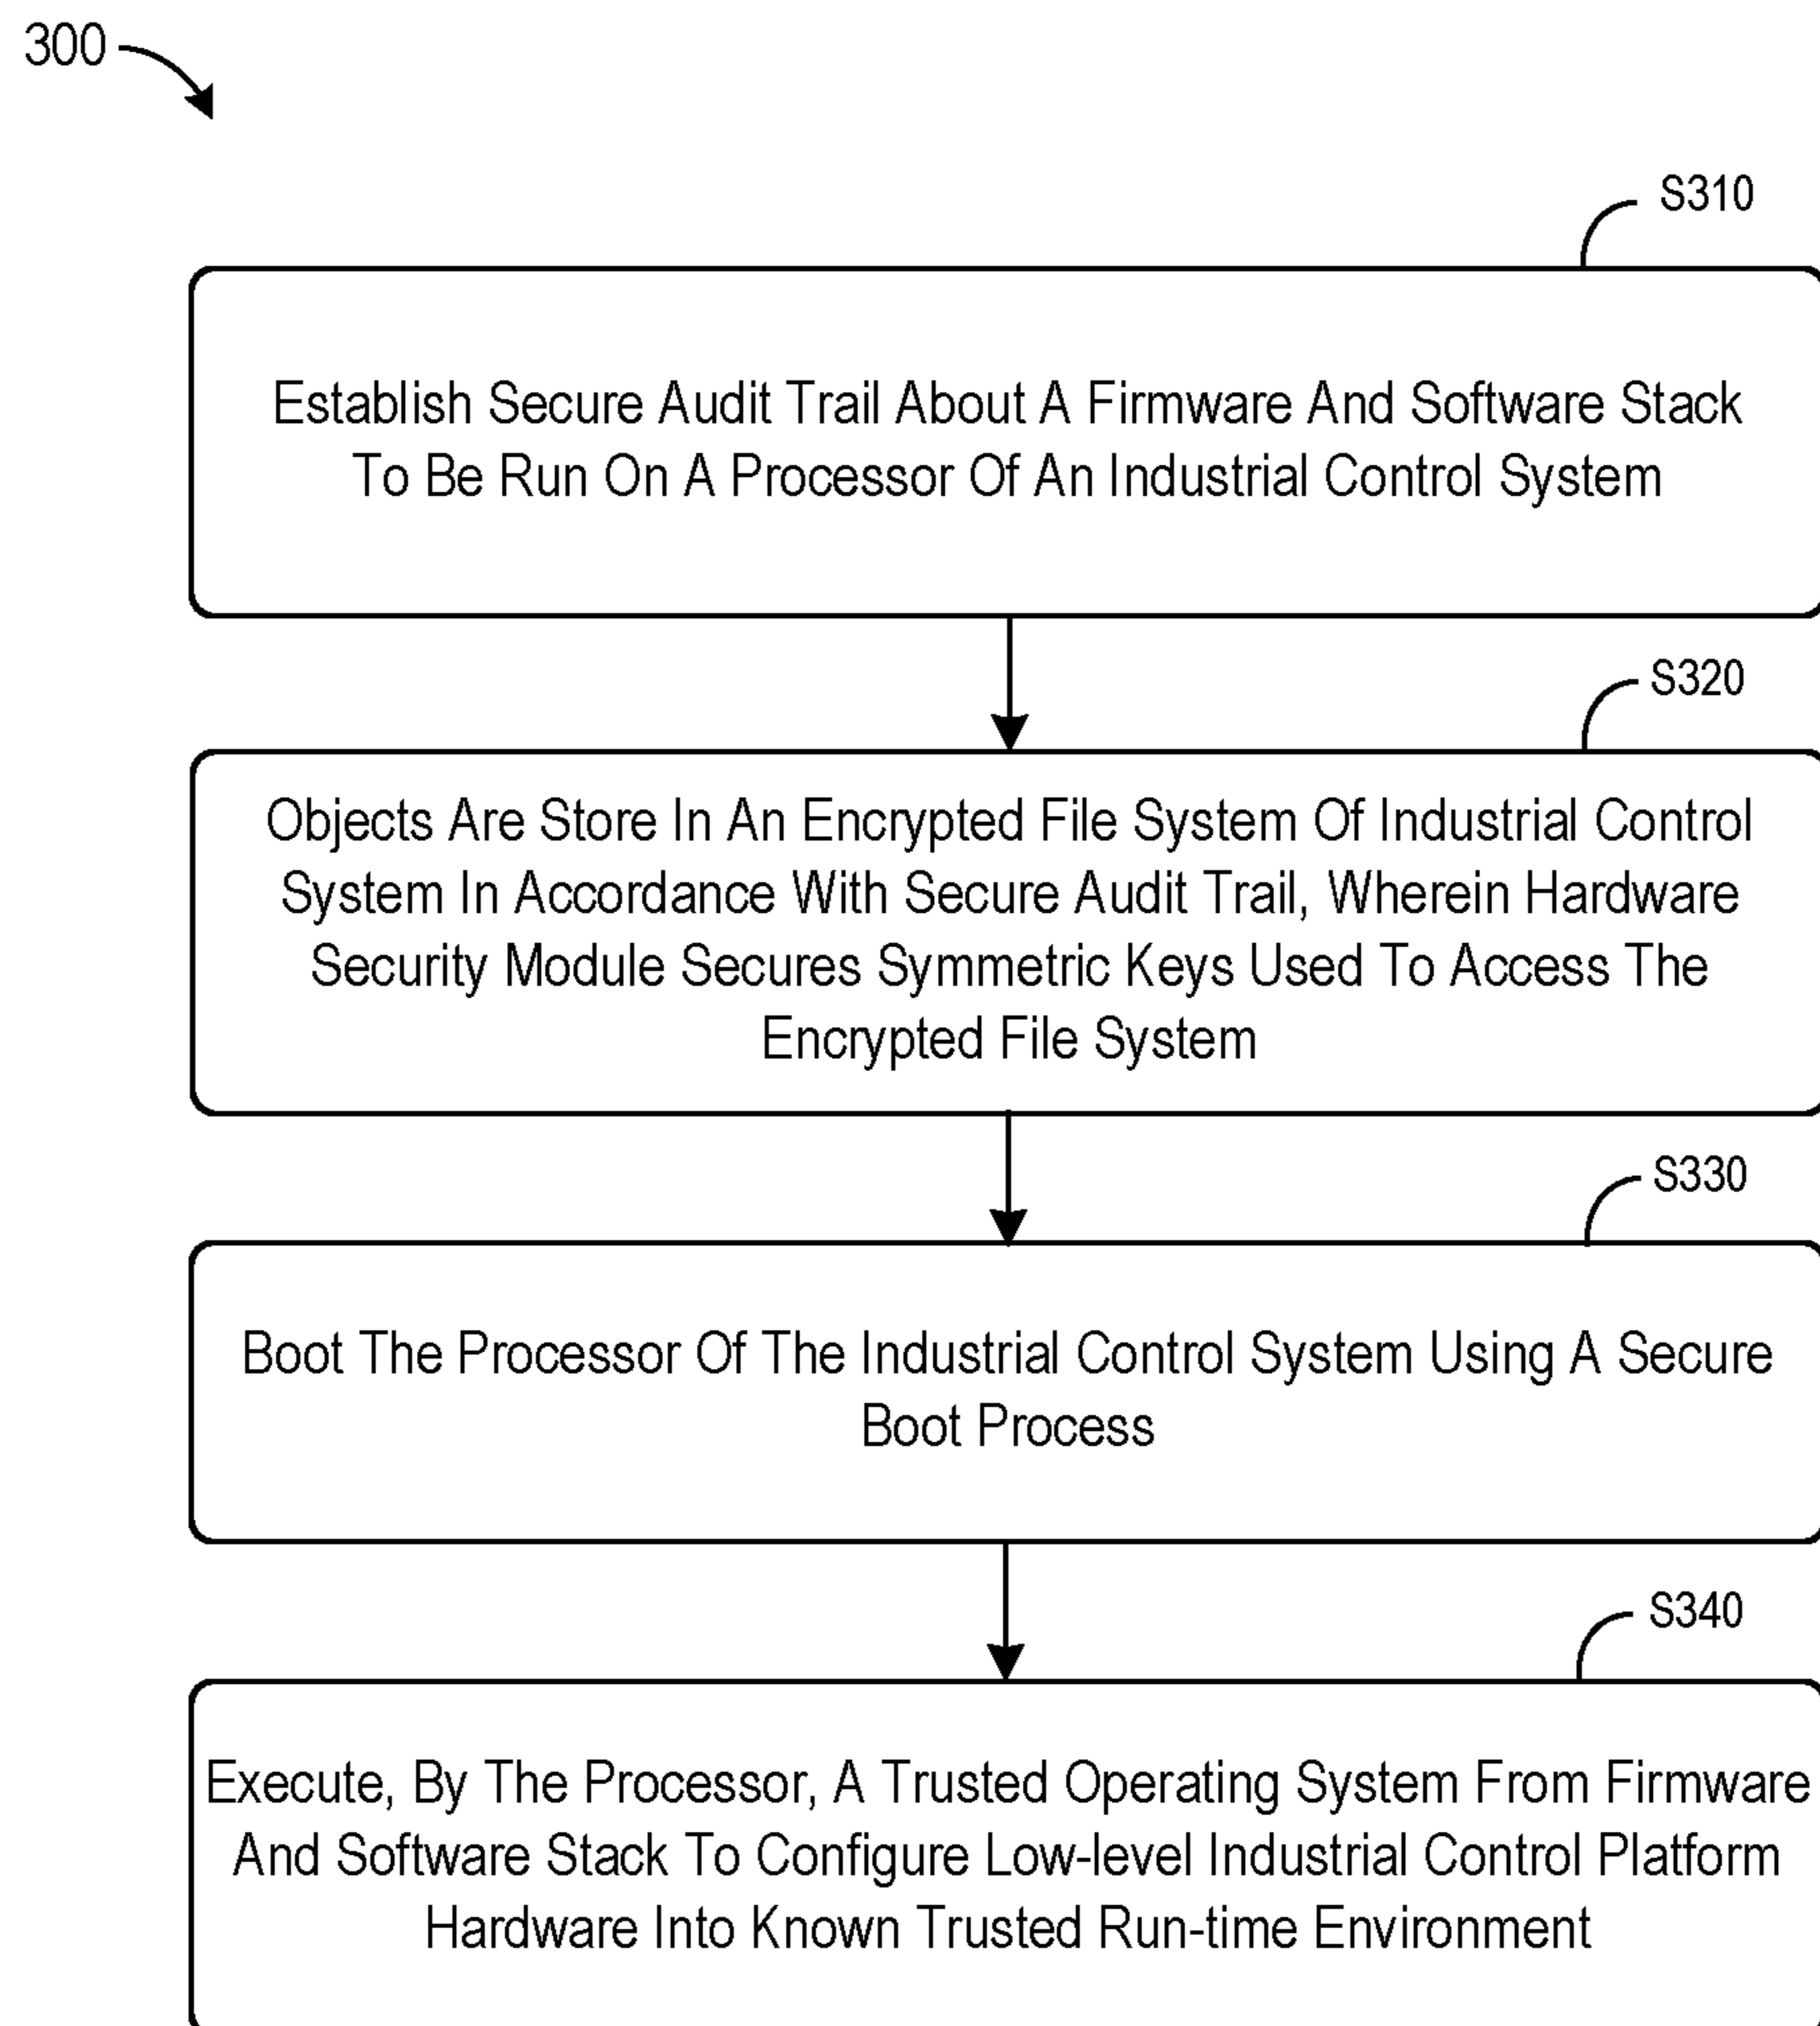 300
S310
Establish Secure Audit Trail About A Firmware And Software Stack
To Be Run On A Processor Of An Industrial Control System
S320
Objects Are Store In An Encrypted File System Of Industrial Control
System In Accordance With Secure Audit Trail, Wherein Hardware
Security Module Secures Symmetric Keys Used To Access The
Encrypted File System
S330
Boot The Processor Of The Industrial Control System Using A Secure
Boot Process
S340
Execute, By The Processor, A Trusted Operating System From Firmware
And Software Stack To Configure Low-level Industrial Control Platform
Hardware Into Known Trusted Run-time Environment